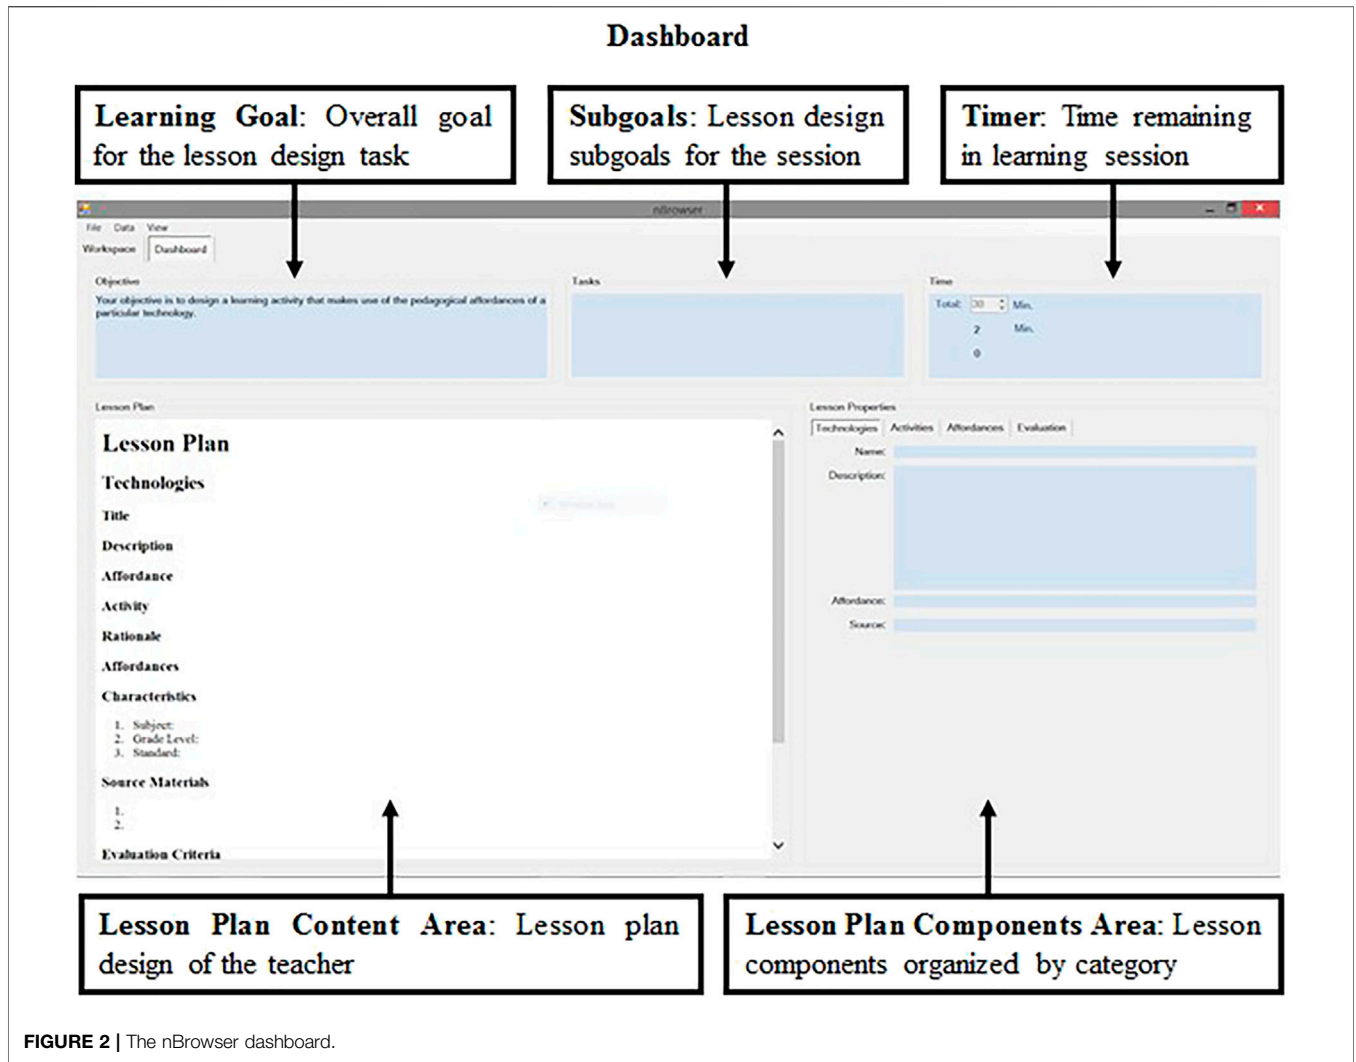 Dashboard
Learning Goal: Overall goal
for the lesson design task
Subgoals: Lesson design
subgoals for the session
Timer: Time remaining
in learning session
nBrowser
File Data View
Workspace Dashboard
Objective
Your objective is to design a learning activity that makes use of the pedagogical affordances of a
particular technology.
Tasks
Time
Total: 30 Min.
2 Min.
0
Lesson Plan
Lesson Plan
Technologies
Title
Description
Affordance
Activity
Rationale
Affordances
Characteristics
1. Subject:
2. Grade Level:
3. Standard:
Source Materials
1.
2.
Evaluation Criteria
Lesson Properties
Technologies Activities Affordances Evaluation
Name:
Description:
Affordance:
Source:
Lesson Plan Content Area: Lesson plan
design of the teacher
Lesson Plan Components Area: Lesson
components organized by category
FIGURE 2 | The nBrowser dashboard.